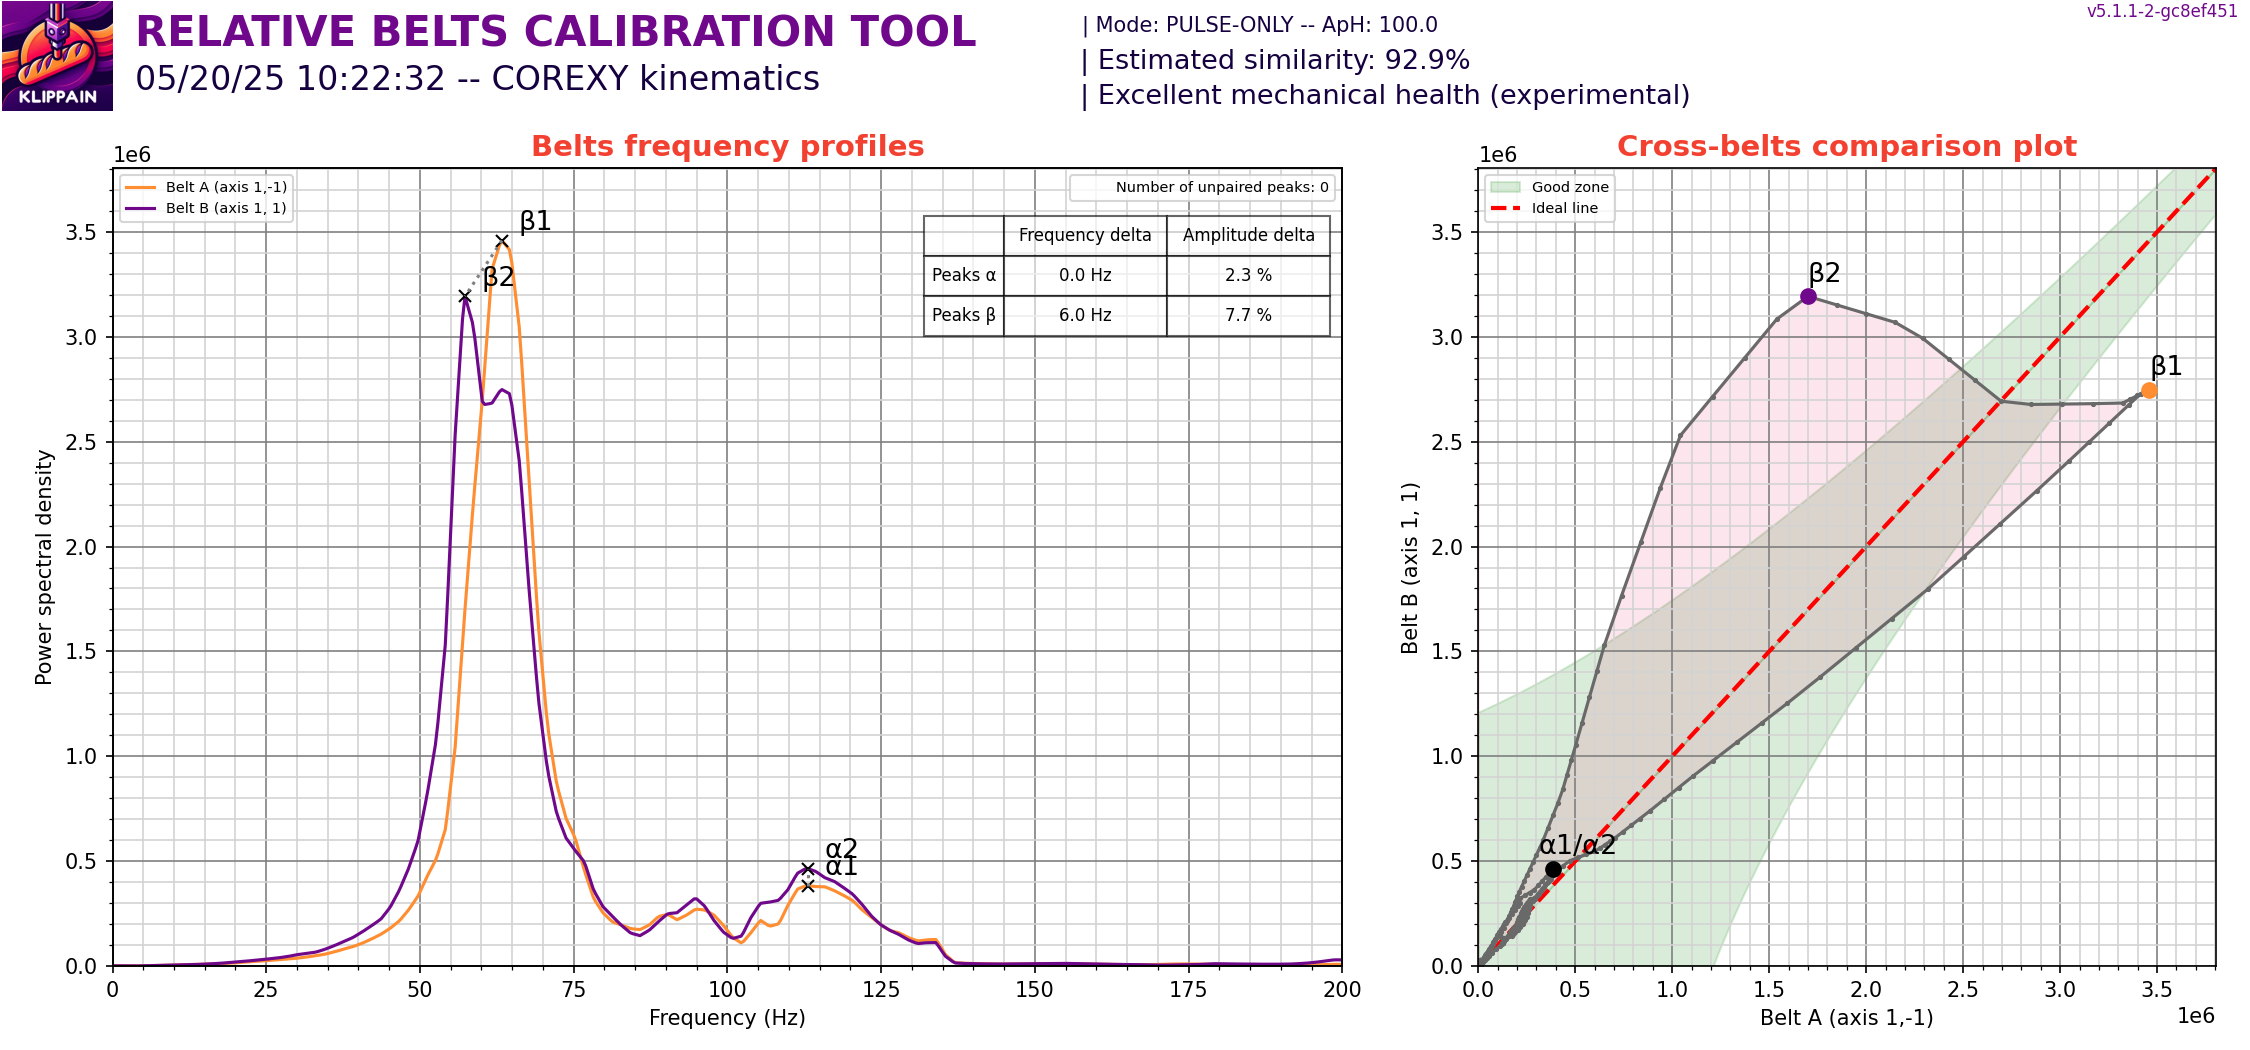 KLIPPAIN
RELATIVE BELTS CALIBRATION TOOL
05/20/25 10:22:32 -- COREXY kinematics
| Mode: PULSE-ONLY -- ApH: 100.0
| Estimated similarity: 92.9%
| Excellent mechanical health (experimental)
v5.1.1-2-gc8ef451
Belts frequency profiles
1e6
Belt A (axis 1,-1)
Belt B (axis 1, 1)
Number of unpaired peaks: 0
Frequency delta Amplitude delta
Peaks α 0.0 Hz 2.3 %
Peaks β 6.0 Hz 7.7 %
β1
β2
α2
α1
Power spectral density
3.5
3.0
2.5
2.0
1.5
1.0
0.5
0.0
0 25 50 75 100 125 150 175 200
Frequency (Hz)
Cross-belts comparison plot
1e6
Good zone
Ideal line
β2
β1
α1/α2
Belt B (axis 1, 1)
3.5
3.0
2.5
2.0
1.5
1.0
0.5
0.0
0.0 0.5 1.0 1.5 2.0 2.5 3.0 3.5
1e6
Belt A (axis 1,-1)